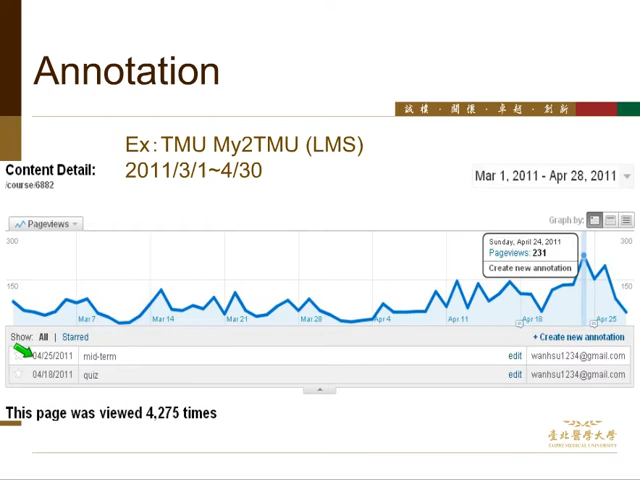 Annotation
誠樸 · 關懷 · 卓越 · 創新
Ex：TMU My2TMU (LMS)
2011/3/1~4/30
Content Detail:
/course/6882
Mar 1, 2011 - Apr 28, 2011
Pageviews
Graph by:
300
300
Sunday, April 24, 2011
Pageviews: 231
Create new annotation
150
150
Mar 7
Mar 14
Mar 21
Mar 28
Apr 4
Apr 11
Apr 18
Apr 25
Show: All | Starred
+ Create new annotation
04/25/2011 mid-term edit wanhsu1234@gmail.com
04/18/2011 quiz edit wanhsu1234@gmail.com
This page was viewed 4,275 times
臺北醫學大學
TAIPEI MEDICAL UNIVERSITY